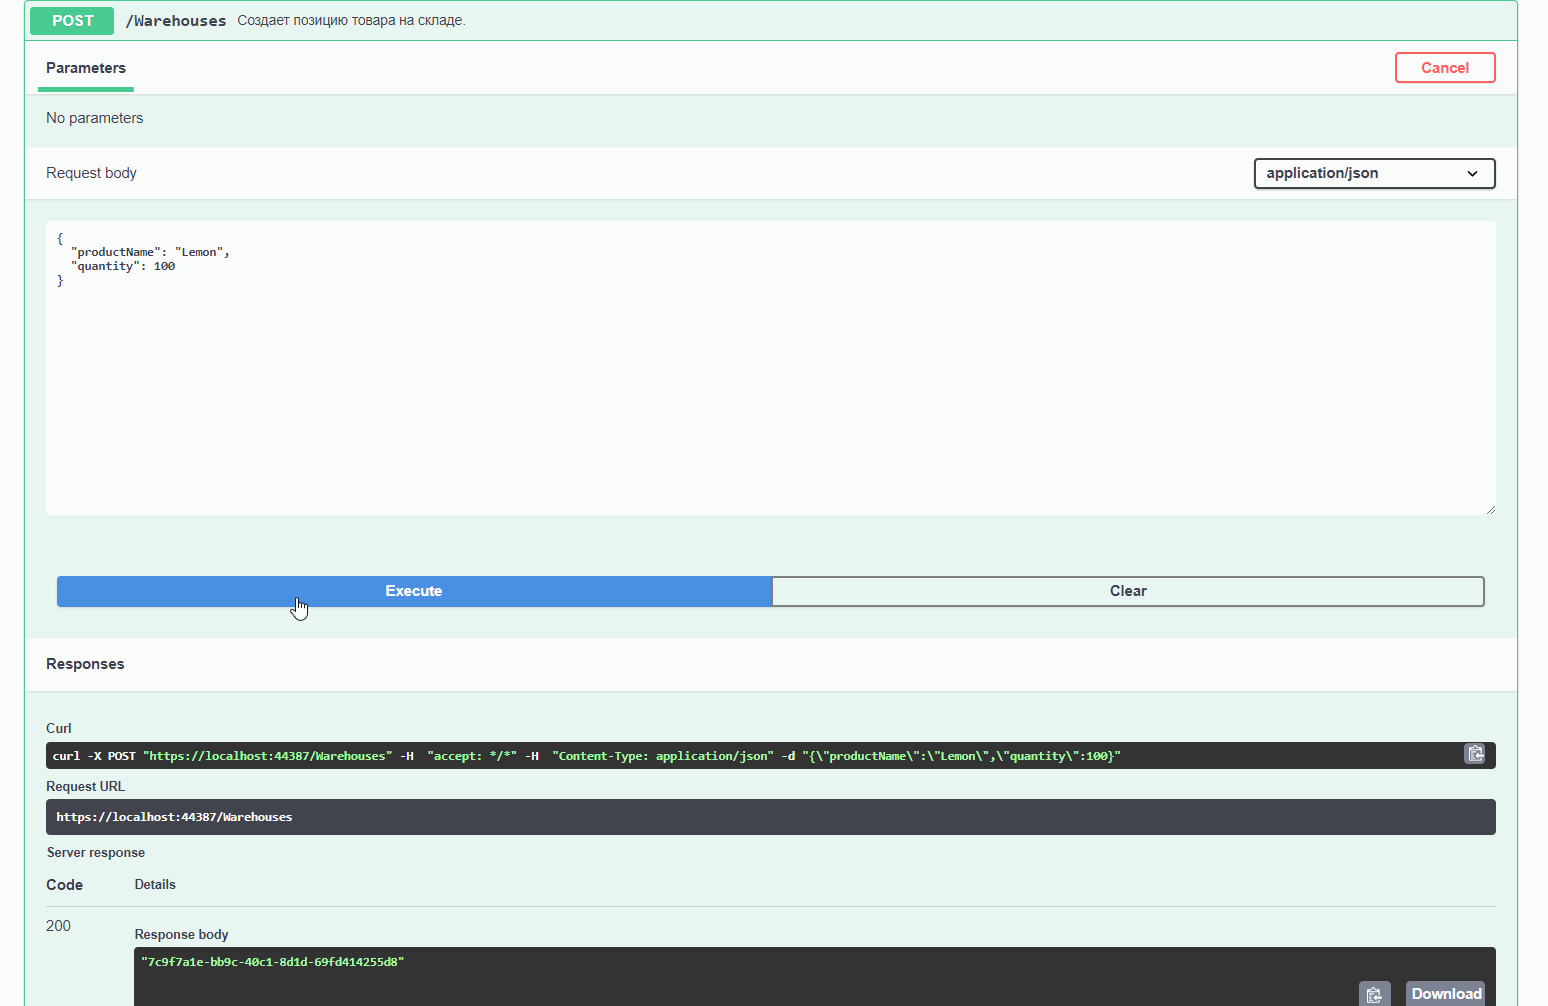 POST /Warehouses Создает позицию товара на складе.
Parameters Cancel
No parameters
Request body application/json
{
  "productName": "Lemon",
  "quantity": 100
}
Execute Clear
Responses
Curl
curl -X POST "https://localhost:44387/Warehouses" -H  "accept: */*" -H  "Content-Type: application/json" -d "{\"productName\":\"Lemon\",\"quantity\":100}"
Request URL
https://localhost:44387/Warehouses
Server response
Code Details
200
Response body
"7c9f7a1e-bb9c-40c1-8d1d-69fd414255d8"
Download